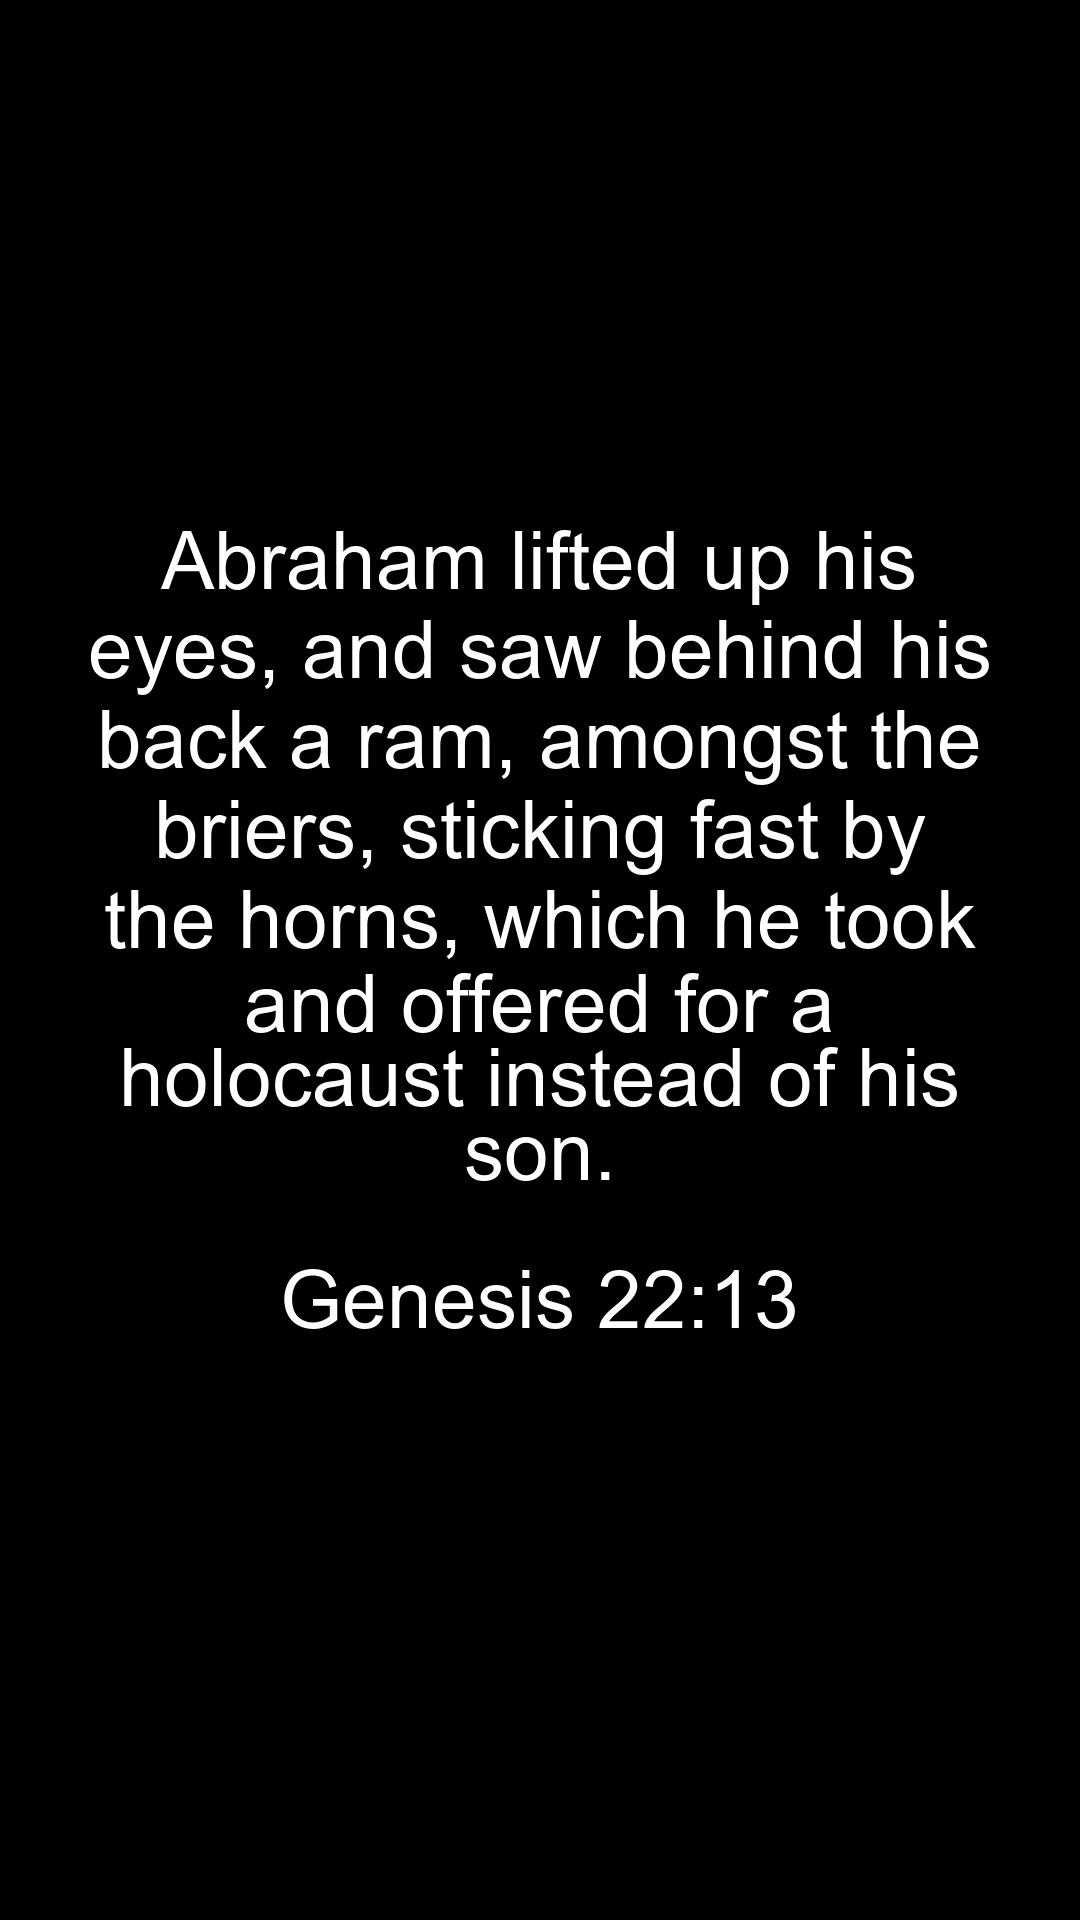 Abraham lifted up his
eyes, and saw behind his
back a ram, amongst the
briers, sticking fast by
the horns, which he took
and offered for a
holocaust instead of his
son.
Genesis 22:13